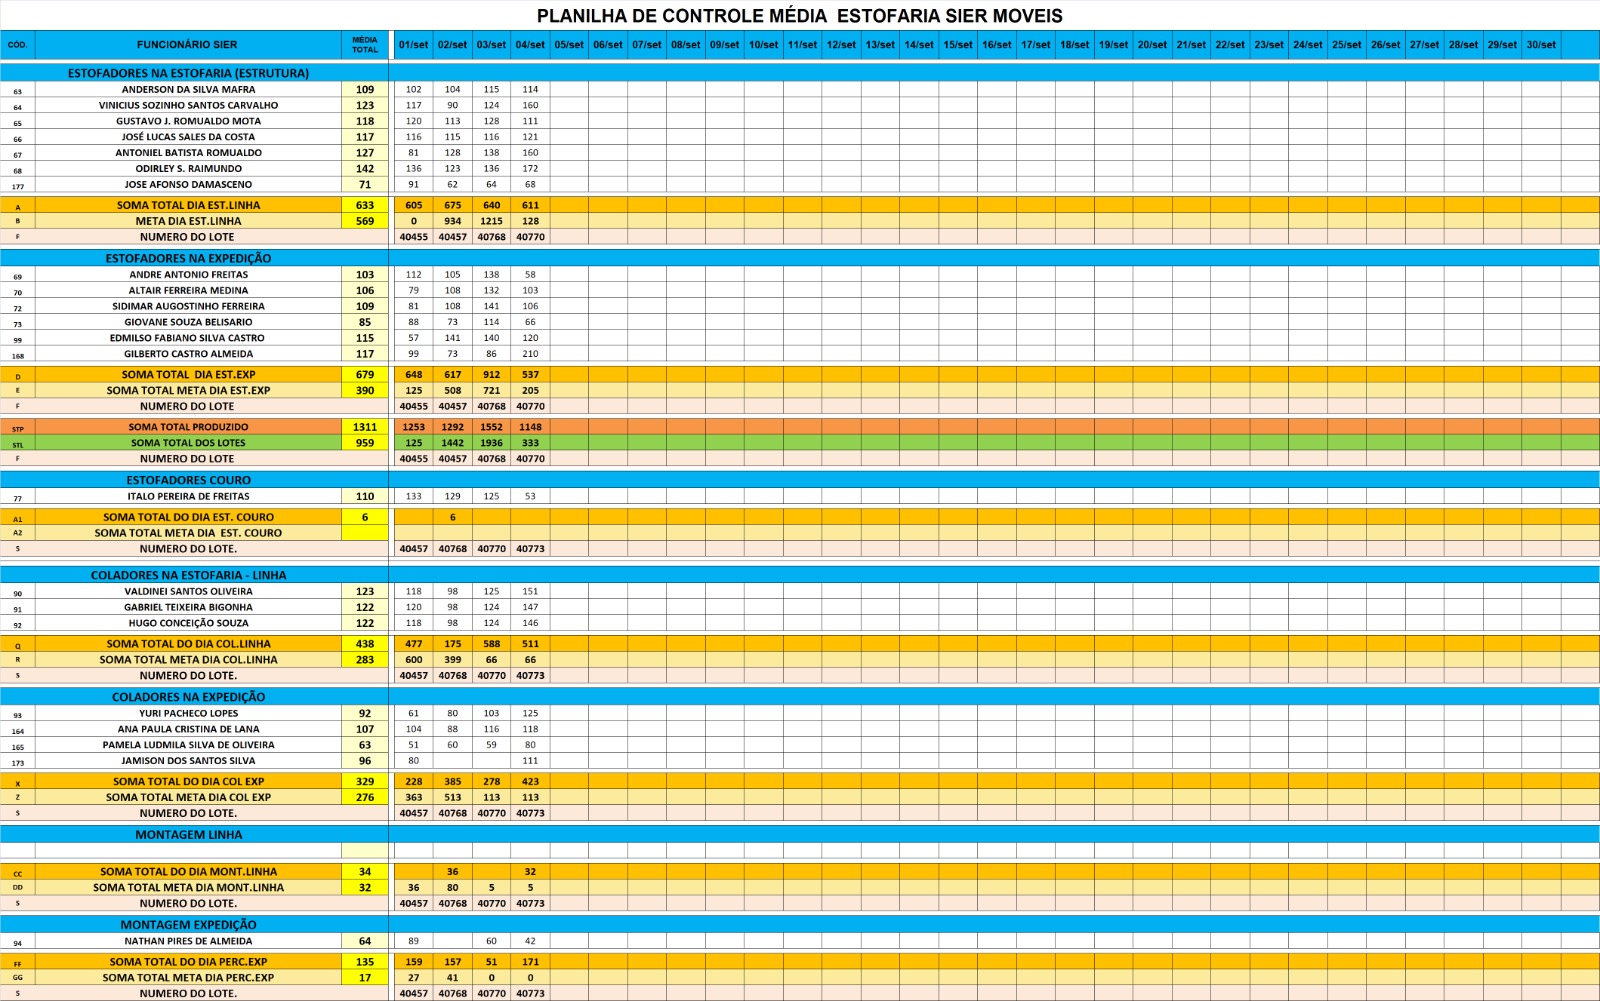 PLANILHA DE CONTROLE MÉDIA ESTOFARIA SIER MOVEIS
CÓD. FUNCIONÁRIO SIER MÉDIA TOTAL 01/set 02/set 03/set 04/set 05/set 06/set 07/set 08/set 09/set 10/set 11/set 12/set 13/set 14/set 15/set 16/set 17/set 18/set 19/set 20/set 21/set 22/set 23/set 24/set 25/set 26/set 27/set 28/set 29/set 30/set
ESTOFADORES NA ESTOFARIA (ESTRUTURA)
63 ANDERSON DA SILVA MAFRA 109 102 104 115 114
64 VINICIUS SOZINHO SANTOS CARVALHO 123 117 90 124 160
65 GUSTAVO J. ROMUALDO MOTA 118 120 113 128 111
66 JOSÉ LUCAS SALES DA COSTA 117 116 115 116 121
67 ANTONIEL BATISTA ROMUALDO 127 81 128 138 160
68 ODIRLEY S. RAIMUNDO 142 136 123 136 172
177 JOSE AFONSO DAMASCENO 71 91 62 64 68
A SOMA TOTAL DIA EST.LINHA 633 605 675 640 611
B META DIA EST.LINHA 569 0 934 1215 128
F NUMERO DO LOTE 40455 40457 40768 40770
ESTOFADORES NA EXPEDIÇÃO
69 ANDRE ANTONIO FREITAS 103 112 105 138 58
70 ALTAIR FERREIRA MEDINA 106 79 108 132 103
72 SIDIMAR AUGOSTINHO FERREIRA 109 81 108 141 106
73 GIOVANE SOUZA BELISARIO 85 88 73 114 66
99 EDMILSO FABIANO SILVA CASTRO 115 57 141 140 120
168 GILBERTO CASTRO ALMEIDA 117 99 73 86 210
D SOMA TOTAL DIA EST.EXP 679 648 617 912 537
E SOMA TOTAL META DIA EST.EXP 390 125 508 721 205
F NUMERO DO LOTE 40455 40457 40768 40770
STP SOMA TOTAL PRODUZIDO 1311 1253 1292 1552 1148
STL SOMA TOTAL DOS LOTES 959 125 1442 1936 333
F NUMERO DO LOTE 40455 40457 40768 40770
ESTOFADORES COURO
77 ITALO PEREIRA DE FREITAS 110 133 129 125 53
A1 SOMA TOTAL DO DIA EST. COURO 6 6
A2 SOMA TOTAL META DIA EST. COURO
S NUMERO DO LOTE. 40457 40768 40770 40773
COLADORES NA ESTOFARIA - LINHA
90 VALDINEI SANTOS OLIVEIRA 123 118 98 125 151
91 GABRIEL TEIXEIRA BIGONHA 122 120 98 124 147
92 HUGO CONCEIÇÃO SOUZA 122 118 98 124 146
Q SOMA TOTAL DO DIA COL.LINHA 438 477 175 588 511
R SOMA TOTAL META DIA COL.LINHA 283 600 399 66 66
S NUMERO DO LOTE. 40457 40768 40770 40773
COLADORES NA EXPEDIÇÃO
93 YURI PACHECO LOPES 92 61 80 103 125
164 ANA PAULA CRISTINA DE LANA 107 104 88 116 118
165 PAMELA LUDMILA SILVA DE OLIVEIRA 63 51 60 59 80
173 JAMISON DOS SANTOS SILVA 96 80 111
X SOMA TOTAL DO DIA COL EXP 329 228 385 278 423
Z SOMA TOTAL META DIA COL EXP 276 363 513 113 113
S NUMERO DO LOTE. 40457 40768 40770 40773
MONTAGEM LINHA
CC SOMA TOTAL DO DIA MONT.LINHA 34 36 32
DD SOMA TOTAL META DIA MONT.LINHA 32 36 80 5 5
S NUMERO DO LOTE. 40457 40768 40770 40773
MONTAGEM EXPEDIÇÃO
94 NATHAN PIRES DE ALMEIDA 64 89 60 42
FF SOMA TOTAL DO DIA PERC.EXP 135 159 157 51 171
GG SOMA TOTAL META DIA PERC.EXP 17 27 41 0 0
S NUMERO DO LOTE. 40457 40768 40770 40773